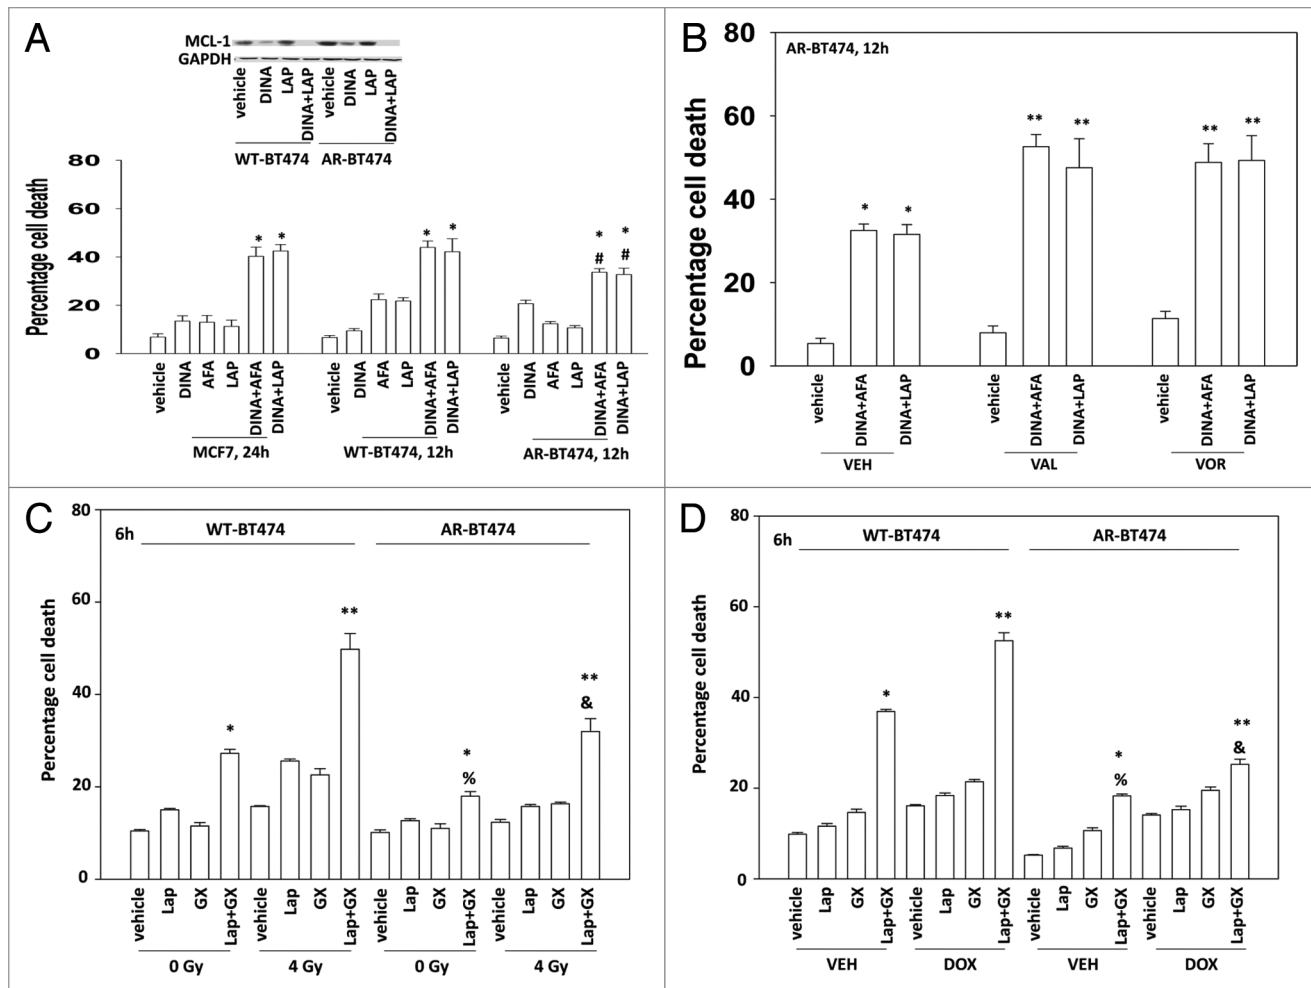 A
MCL-1
GAPDH
vehicle DINA LAP DINA+LAP vehicle DINA LAP DINA+LAP
WT-BT474 AR-BT474
Percentage cell death
80
60
40
20
0
* * * * * *
# #
vehicle DINA AFA LAP DINA+AFA DINA+LAP vehicle DINA AFA LAP DINA+AFA DINA+LAP vehicle DINA AFA LAP DINA+AFA DINA+LAP
MCF7, 24h WT-BT474, 12h AR-BT474, 12h
B
AR-BT474, 12h
Percentage cell death
80
60
40
20
0
* * ** ** ** **
vehicle DINA+AFA DINA+LAP vehicle DINA+AFA DINA+LAP vehicle DINA+AFA DINA+LAP
VEH VAL VOR
C
6h WT-BT474 AR-BT474
Percentage cell death
80
60
40
20
0
* ** * **
% &
vehicle Lap GX Lap+GX vehicle Lap GX Lap+GX vehicle Lap GX Lap+GX vehicle Lap GX Lap+GX
0 Gy 4 Gy 0 Gy 4 Gy
D
6h WT-BT474 AR-BT474
Percentage cell death
80
60
40
20
0
* ** * **
% &
vehicle Lap GX Lap+GX vehicle Lap GX Lap+GX vehicle Lap GX Lap+GX vehicle Lap GX Lap+GX
VEH DOX VEH DOX